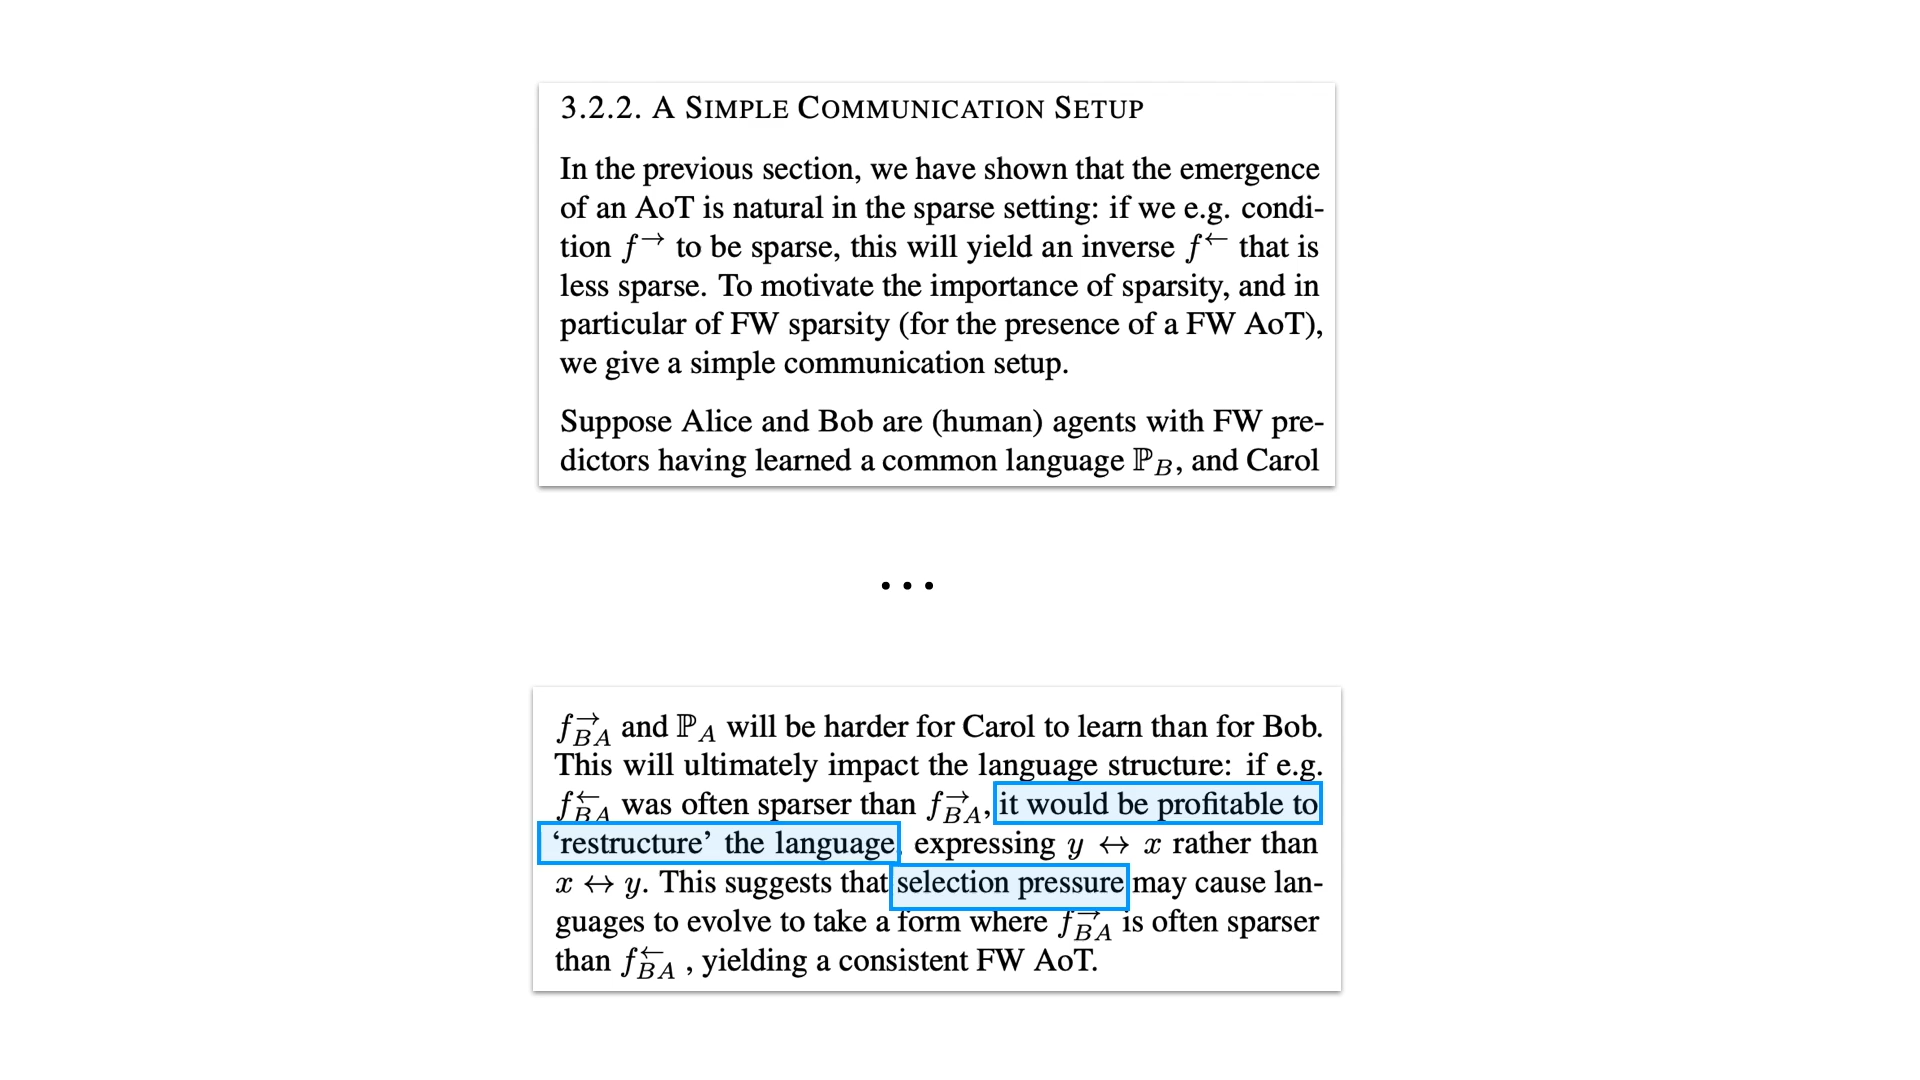 3.2.2. A SIMPLE COMMUNICATION SETUP
In the previous section, we have shown that the emergence
of an AoT is natural in the sparse setting: if we e.g. condi-
tion f→ to be sparse, this will yield an inverse f← that is
less sparse. To motivate the importance of sparsity, and in
particular of FW sparsity (for the presence of a FW AoT),
we give a simple communication setup.
Suppose Alice and Bob are (human) agents with FW pre-
dictors having learned a common language ℙ_B, and Carol
...
f→_BA and ℙ_A will be harder for Carol to learn than for Bob.
This will ultimately impact the language structure: if e.g.
f←_BA was often sparser than f→_BA, it would be profitable to
‘restructure’ the language, expressing y ↔ x rather than
x ↔ y. This suggests that selection pressure may cause lan-
guages to evolve to take a form where f→_BA is often sparser
than f←_BA , yielding a consistent FW AoT.